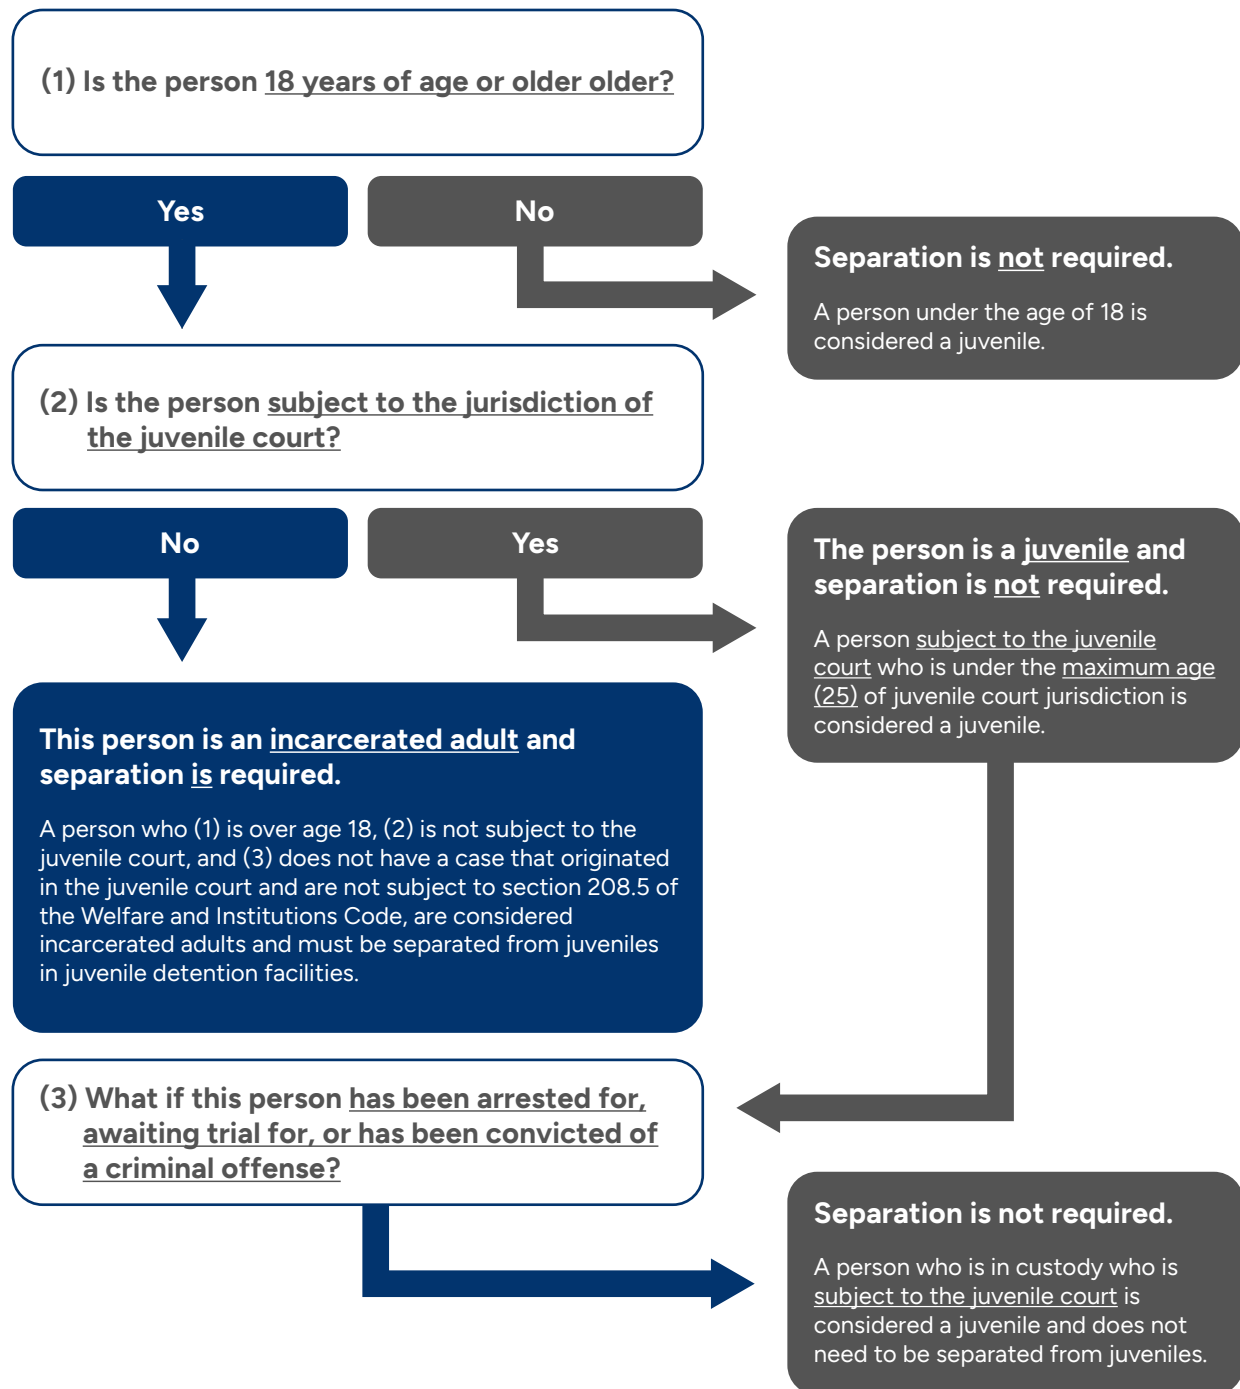 (1) Is the person 18 years of age or older older?
Yes
No
Separation is not required.
A person under the age of 18 is
considered a juvenile.
(2) Is the person subject to the jurisdiction of
the juvenile court?
No
Yes
The person is a juvenile and
separation is not required.
A person subject to the juvenile
court who is under the maximum age
(25) of juvenile court jurisdiction is
considered a juvenile.
This person is an incarcerated adult and
separation is required.
A person who (1) is over age 18, (2) is not subject to the
juvenile court, and (3) does not have a case that originated
in the juvenile court and are not subject to section 208.5 of
the Welfare and Institutions Code, are considered
incarcerated adults and must be separated from juveniles
in juvenile detention facilities.
(3) What if this person has been arrested for,
awaiting trial for, or has been convicted of
a criminal offense?
Separation is not required.
A person who is in custody who is
subject to the juvenile court is
considered a juvenile and does not
need to be separated from juveniles.